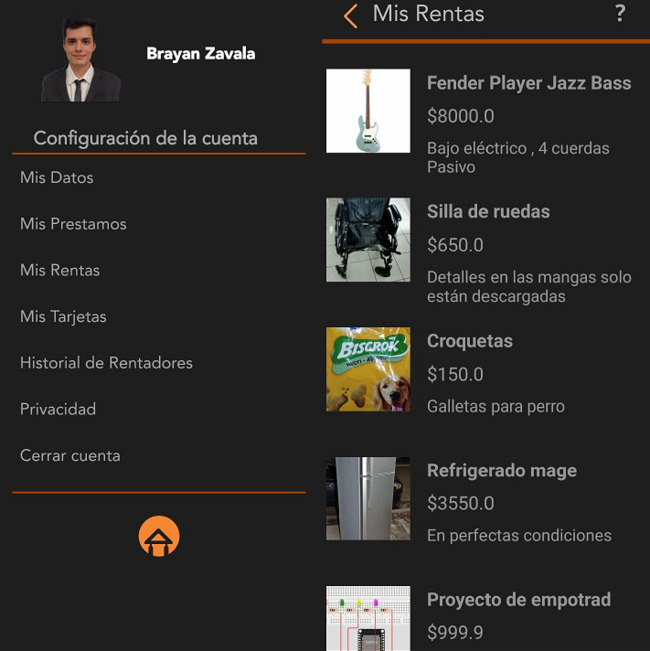 Brayan Zavala
Configuración de la cuenta
Mis Datos
Mis Prestamos
Mis Rentas
Mis Tarjetas
Historial de Rentadores
Privacidad
Cerrar cuenta
Mis Rentas
?
Fender Player Jazz Bass
$8000.0
Bajo eléctrico , 4 cuerdas
Pasivo
Silla de ruedas
$650.0
Detalles en las mangas solo
están descargadas
BISCROK
MULTI - AD
Croquetas
$150.0
Galletas para perro
Refrigerado mage
$3550.0
En perfectas condiciones
Proyecto de empotrad
$999.9